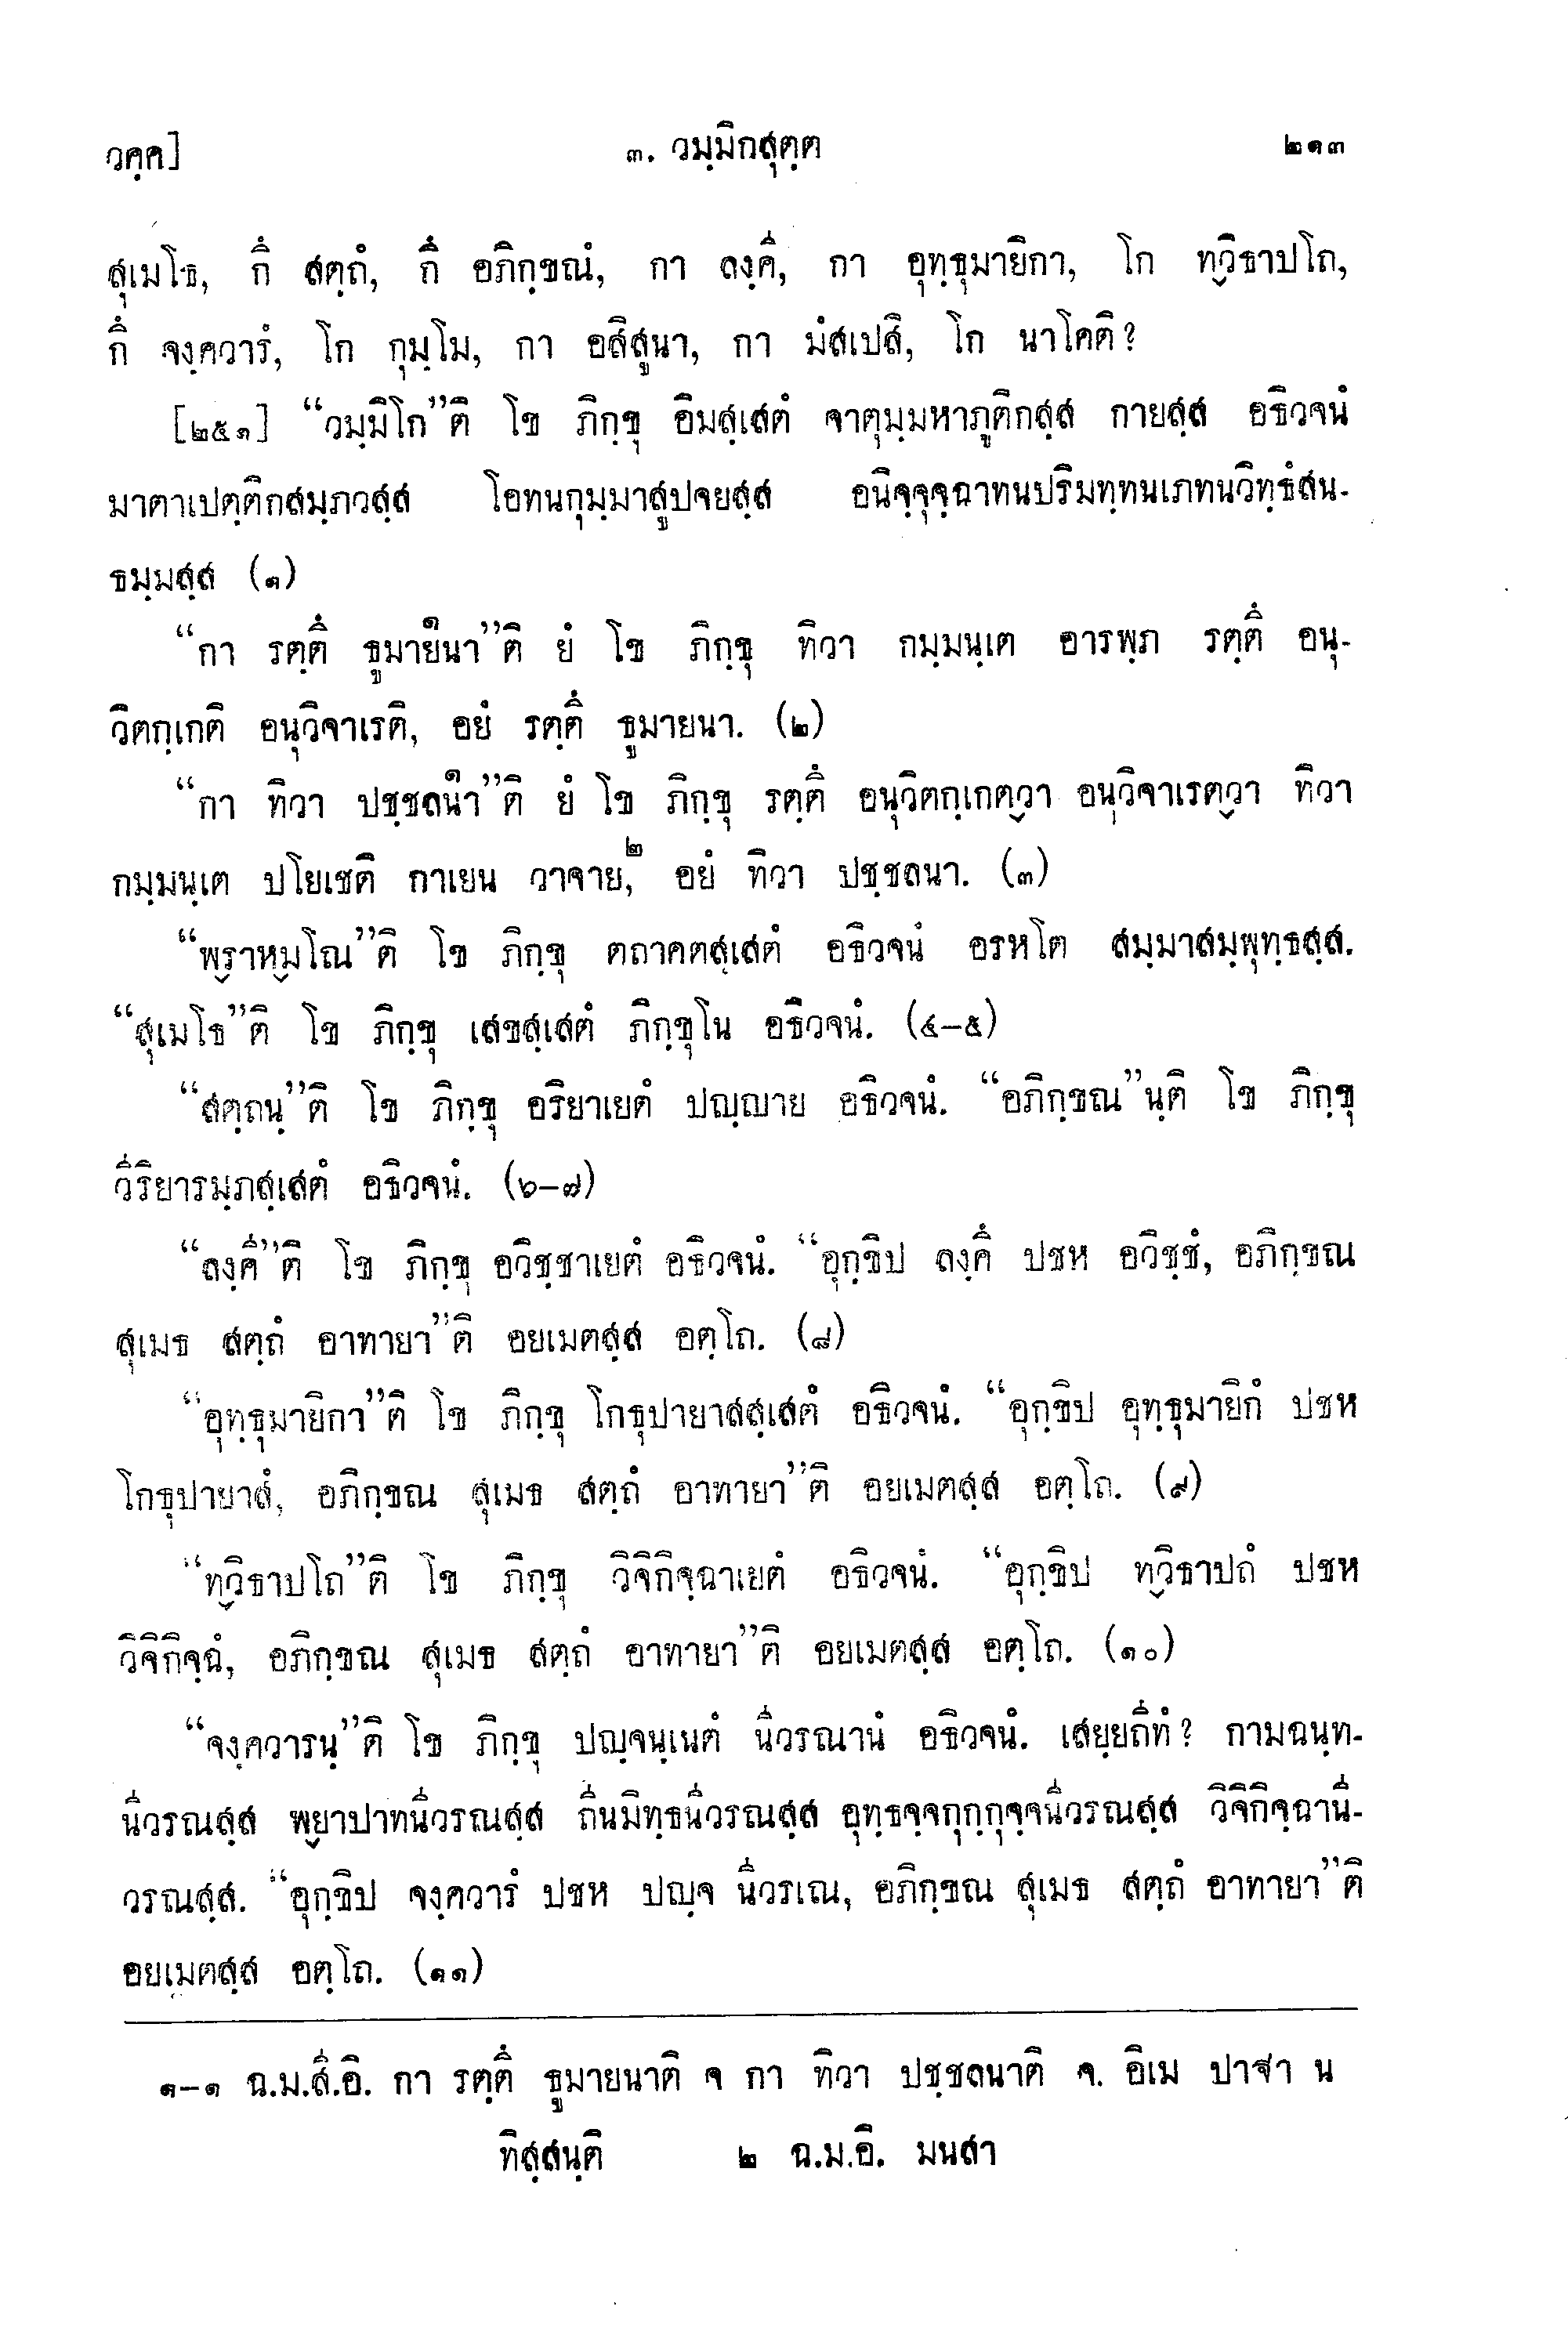 วคฺค] ๓. วมฺมิกสุตฺต ๒๑๓
สุเมโธ, กึ สตฺถํ, กึ อภิกฺขณํ, กา ลงฺคี, กา อุทฺธุมายิกา, โก ทฺวิธาปโถ,
กึ จงฺควารํ, โก กุมฺโม, กา อสิสูนา, กา มํสเปสิ, โก นาโคติ?
[๒๕๑] “วมฺมิโก”ติ โข ภิกฺขุ อิมสฺเสตํ จาตุมฺมหาภูติกสฺส กายสฺส อธิวจนํ
มาตาเปตฺติกสมฺภวสฺส โอทนกุมฺมาสูปจยสฺส อนิจฺจุจฺฉาทนปริมทฺทนเภทนวิทฺธํสน-
ธมฺมสฺส (๑)
“กา รตฺตึ ธูมาย๑นา”ติ ยํ โข ภิกฺขุ ทิวา กมฺมนฺเต อารพฺภ รตฺตึ อนุ-
วิตกฺเกติ อนุวิจาเรติ, อยํ รตฺตึ ธูมายนา. (๒)
“กา ทิวา ปชฺชลน๑า”ติ ยํ โข ภิกฺขุ รตฺตึ อนุวิตกฺเกตฺวา อนุวิจาเรตฺวา ทิวา
กมฺมนฺเต ปโยเชติ กาเยน วาจาย,๒ อยํ ทิวา ปชฺชลนา. (๓)
“พฺราหฺมโณ”ติ โข ภิกฺขุ ตถาคตสฺเสตํ อธิวจนํ อรหโต สมฺมาสมฺพุทฺธสฺส.
“สุเมโธ”ติ โข ภิกฺขุ เสขสฺเสตํ ภิกฺขุโน อธิวจนํ. (๔-๕)
“สตฺถนฺ”ติ โข ภิกฺขุ อริยาเยตํ ปญฺญาย อธิวจนํ. “อภิกฺขณ”นฺติ โข ภิกฺขุ
วีริยารมฺภสฺเสตํ อธิวจนํ. (๖-๗)
“ลงฺคี”ติ โข ภิกฺขุ อวิชฺชาเยตํ อธิวจนํ. “อุกฺขิป ลงฺคึ ปชห อวิชฺชํ, อภิกฺขณ
สุเมธ สตฺถํ อาทายา”ติ อยเมตสฺส อตฺโถ. (๘)
“อุทฺธุมายิกา”ติ โข ภิกฺขุ โกธุปายาสสฺเสตํ อธิวจนํ. “อุกฺขิป อุทฺธุมายิกํ ปชห
โกธุปายาสํ, อภิกฺขณ สุเมธ สตฺถํ อาทายา”ติ อยเมตสฺส อตฺโถ. (๙)
“ทฺวิธาปโถ”ติ โข ภิกฺขุ วิจิกิจฺฉาเยตํ อธิวจนํ. “อุกฺขิป ทฺวิธาปถํ ปชห
วิจิกิจฺฉํ, อภิกฺขณ สุเมธ สตฺถํ อาทายา”ติ อยเมตสฺส อตฺโถ. (๑๐)
“จงฺควารนฺ”ติ โข ภิกฺขุ ปญฺจนฺเนตํ นีวรณานํ อธิวจนํ. เสยฺยถีทํ? กามฉนฺท-
นีวรณสฺส พฺยาปาทนีวรณสฺส ถีนมิทฺธนีวรณสฺส อุทฺธจฺจกุกฺกุจฺจนีวรณสฺส วิจิกิจฺฉานี-
วรณสฺส. “อุกฺขิป จงฺควารํ ปชห ปญฺจ นีวรเณ, อภิกฺขณ สุเมธ สตฺถํ อาทายา”ติ
อยเมตสฺส อตฺโถ. (๑๑)
๑-๑ ฉ.ม.สี.อิ. กา รตฺตึ ธูมายนาติ จ กา ทิวา ปชฺชลนาติ จ. อิเม ปาฐา น
ทิสฺสนฺติ ๒ ฉ.ม.อิ. มนสา